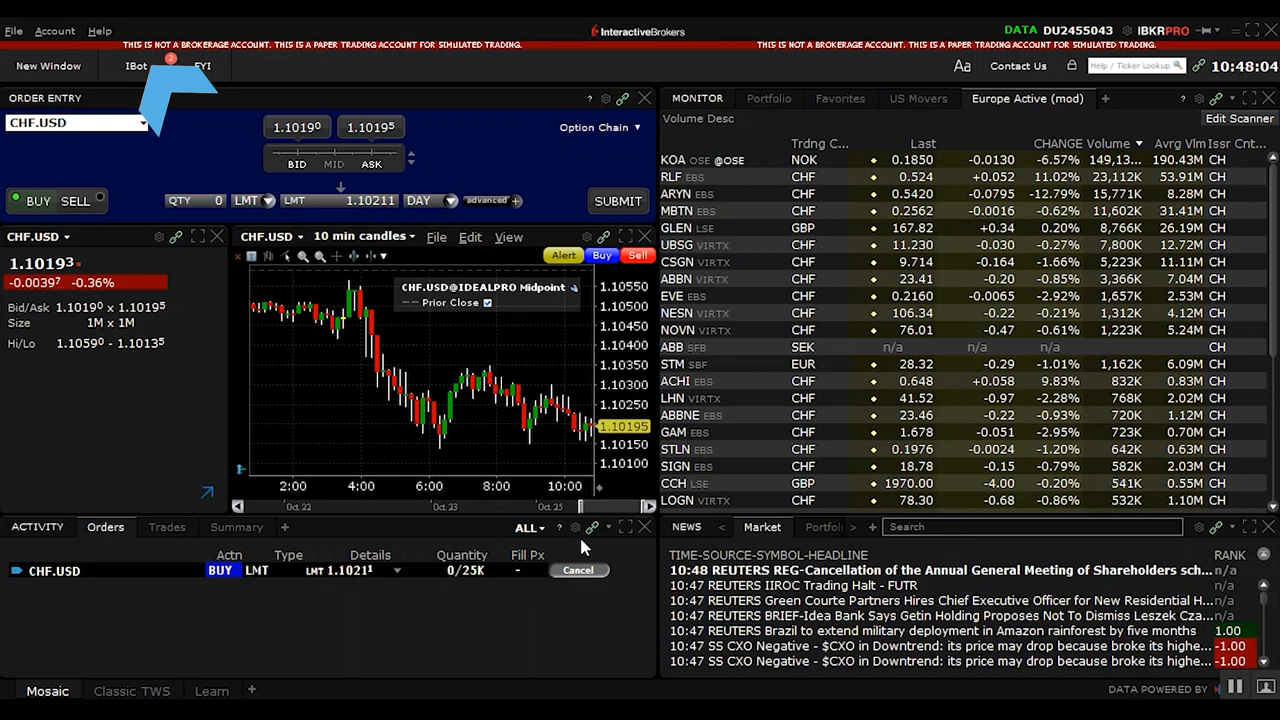 File Account Help
InteractiveBrokers
DATA DU2455043 IBKRPRO
THIS IS NOT A BROKERAGE ACCOUNT. THIS IS A PAPER TRADING ACCOUNT FOR SIMULATED TRADING.
THIS IS NOT A BROKERAGE ACCOUNT. THIS IS A PAPER TRADING ACCOUNT FOR SIMULATED TRADING.
New Window IBot 2 FYI
Aa Contact Us Help / Ticker Lookup 10:48:04
ORDER ENTRY ?
CHF.USD
1.10190 1.10195 Option Chain
BID MID ASK
BUY SELL QTY 0 LMT LMT 1.10211 DAY advanced + SUBMIT
CHF.USD
1.10193
-0.00397 -0.36%
Bid/Ask 1.10190 x 1.10195
Size 1M x 1M
Hi/Lo 1.10590 - 1.10135
CHF.USD 10 min candles File Edit View
Alert Buy Sell
CHF.USD@IDEALPRO Midpoint
Prior Close
1.10550
1.10500
1.10450
1.10400
1.10350
1.10300
1.10250
1.10195
1.10150
1.10100
2:00 4:00 6:00 8:00 10:00
Oct 22 Oct 23 Oct 23
ACTIVITY Orders Trades Summary + ALL ?
Actn Type Details Quantity Fill Px
CHF.USD BUY LMT LMT 1.10211 0/25K - Cancel
MONITOR Portfolio Favorites US Movers Europe Active (mod) + ?
Volume Desc Edit Scanner
Trdng C... Last CHANGE Volume Avrg Vlm Issr Cnt...
KOA OSE @OSE NOK 0.1850 -0.0130 -6.57% 149,13... 190.43M CH
RLF EBS CHF 0.524 +0.052 11.02% 23,112K 53.91M CH
ARYN EBS CHF 0.5420 -0.0795 -12.79% 15,771K 8.28M CH
MBTN EBS CHF 0.2562 -0.0016 -0.62% 11,602K 31.41M CH
GLEN LSE GBP 167.82 +0.34 0.20% 8,766K 26.19M CH
UBSG VIRTX CHF 11.230 -0.030 -0.27% 7,800K 12.72M CH
CSGN VIRTX CHF 9.714 -0.164 -1.66% 5,223K 11.11M CH
ABBN VIRTX CHF 23.41 -0.20 -0.85% 3,366K 7.04M CH
EVE EBS CHF 0.2160 -0.0065 -2.92% 1,657K 2.53M CH
NESN VIRTX CHF 106.34 -0.22 -0.21% 1,312K 4.12M CH
NOVN VIRTX CHF 76.01 -0.47 -0.61% 1,223K 5.24M CH
ABB SFB SEK n/a n/a n/a CH
STM SBF EUR 28.32 -0.29 -1.01% 1,162K 6.09M CH
ACHI EBS CHF 0.648 +0.058 9.83% 832K 0.83M CH
LHN VIRTX CHF 41.52 -0.97 -2.28% 768K 2.02M CH
ABBNE EBS CHF 23.46 -0.22 -0.93% 720K 1.12M CH
GAM EBS CHF 1.678 -0.051 -2.95% 723K 0.70M CH
STLN EBS CHF 0.1976 -0.0024 -1.20% 642K 0.63M CH
SIGN EBS CHF 18.78 -0.15 -0.79% 582K 2.03M CH
CCH LSE GBP 1970.00 -4.00 -0.20% 541K 0.55M CH
LOGN VIRTX CHF 78.30 -0.68 -0.86% 532K 1.10M CH
NEWS < Market Portfoli > + Search
TIME-SOURCE-SYMBOL-HEADLINE RANK
10:48 REUTERS REG-Cancellation of the Annual General Meeting of Shareholders sch... n/a
10:47 REUTERS IIROC Trading Halt - FUTR n/a
10:47 REUTERS Green Courte Partners Hires Chief Executive Officer for New Residential H... n/a
10:47 REUTERS BRIEF-Idea Bank Says Getin Holding Proposes Not To Dismiss Leszek Cza... n/a
10:47 REUTERS Brazil to extend military deployment in Amazon rainforest by five months 1.00
10:47 SS CXO Negative - $CXO in Downtrend: its price may drop because broke its highe... -1.00
10:47 SS CXO Negative - $CXO in Downtrend: its price may drop because broke its highe... -1.00
Mosaic Classic TWS Learn +
DATA POWERED BY